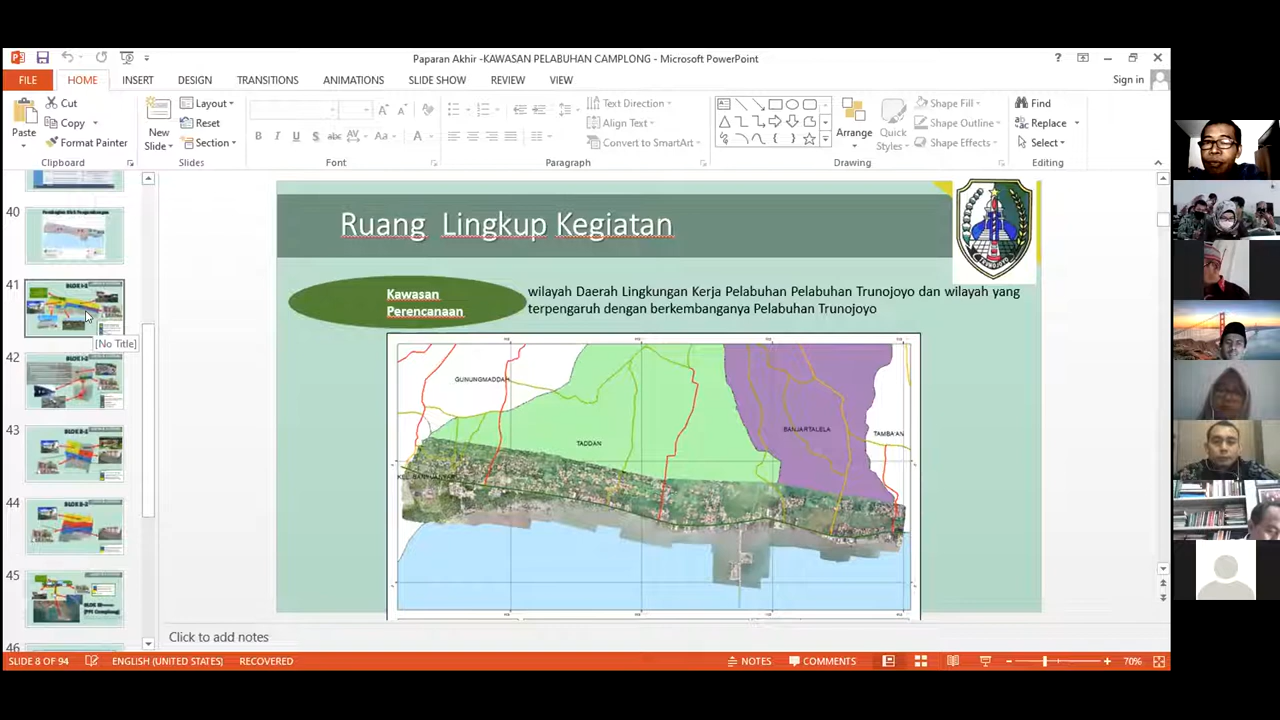 Paparan Akhir -KAWASAN PELABUHAN CAMPLONG - Microsoft PowerPoint
FILE
HOME
INSERT
DESIGN
TRANSITIONS
ANIMATIONS
SLIDE SHOW
REVIEW
VIEW
Sign in
Paste
Cut
Copy
Format Painter
Clipboard
New
Slide
Layout
Reset
Section
Slides
Font
Text Direction
Align Text
Convert to SmartArt
Paragraph
Arrange
Quick
Styles
Shape Fill
Shape Outline
Shape Effects
Drawing
Find
Replace
Select
Editing
40
41
[No Title]
42
43
44
45
46
Ruang Lingkup Kegiatan
TRUNOJOYO
Kawasan
Perencanaan
wilayah Daerah Lingkungan Kerja Pelabuhan Pelabuhan Trunojoyo dan wilayah yang
terpengaruh dengan berkembanganya Pelabuhan Trunojoyo
GUNUNGMADDAH
TADDAN
BANJARTALELA
TAMBA'AN
Click to add notes
SLIDE 8 OF 94
ENGLISH (UNITED STATES)
RECOVERED
NOTES
COMMENTS
70%